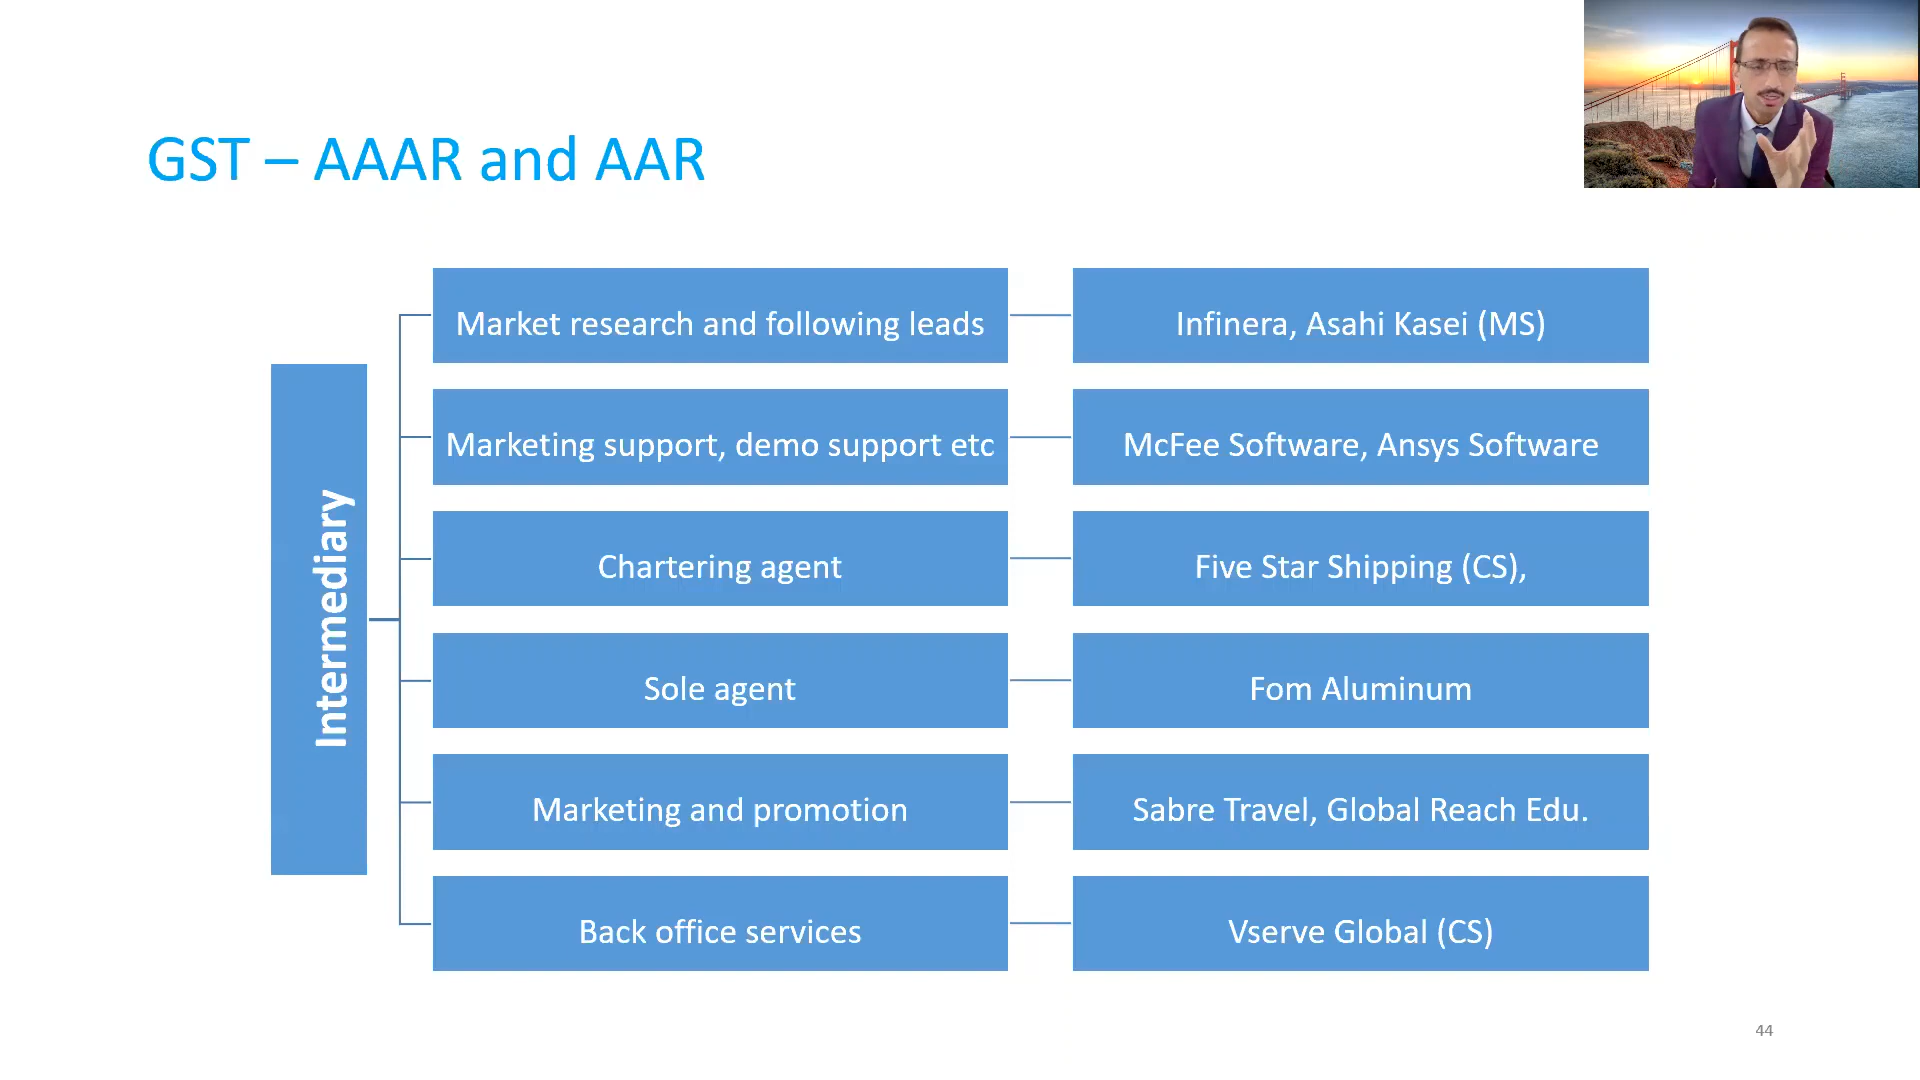 GST – AAAR and AAR
Intermediary
Market research and following leads
Infinera, Asahi Kasei (MS)
Marketing support, demo support etc
McFee Software, Ansys Software
Chartering agent
Five Star Shipping (CS),
Sole agent
Fom Aluminum
Marketing and promotion
Sabre Travel, Global Reach Edu.
Back office services
Vserve Global (CS)
44